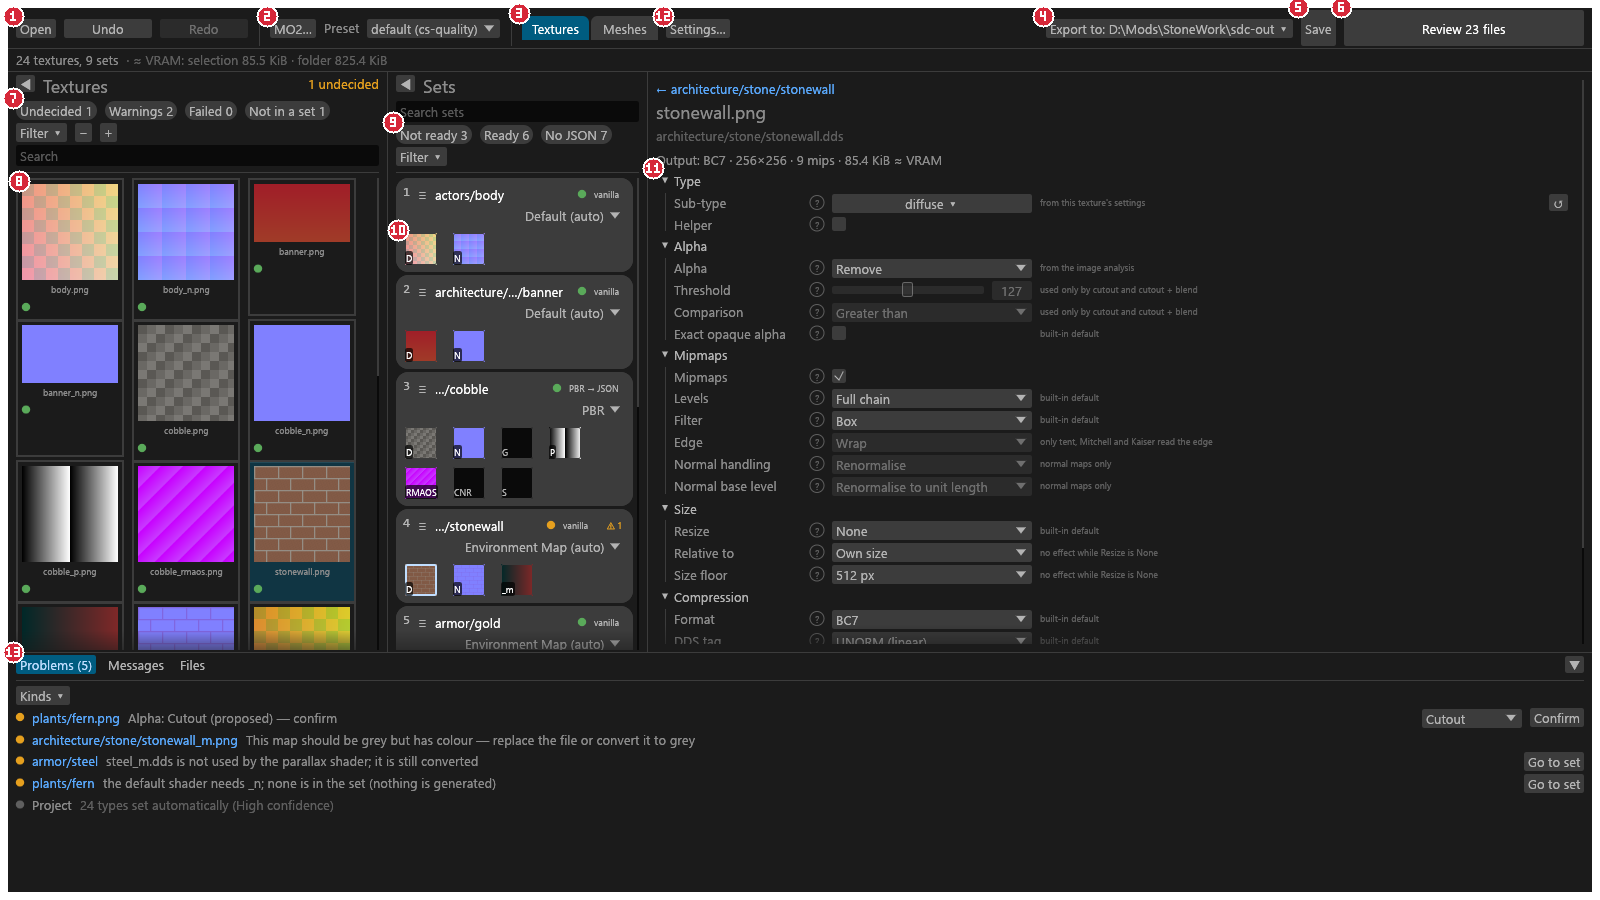 1 Open Undo Redo 2 MO2... Preset default (cs-quality) 3 Textures Meshes 12 Settings... 4 Export to: D:\Mods\StoneWork\sdc-out 5 Save 6 Review 23 files
24 textures, 9 sets · ≈ VRAM: selection 85.5 KiB · folder 825.4 KiB
Textures 1 undecided
7 Undecided 1 Warnings 2 Failed 0 Not in a set 1
Filter − +
Search
8
body.png body_n.png banner.png
banner_n.png cobble.png cobble_n.png
cobble_p.png cobble_rmaos.png stonewall.png
Sets
Search sets
9 Not ready 3 Ready 6 No JSON 7
Filter
1 actors/body vanilla
Default (auto)
10 D N
2 architecture/.../banner vanilla
Default (auto)
D N
3 .../cobble PBR → JSON
PBR
D N G P
RMAOS CNR S
4 .../stonewall vanilla ⚠1
Environment Map (auto)
D N _m
5 armor/gold vanilla
Environment Map (auto)
← architecture/stone/stonewall
stonewall.png
architecture/stone/stonewall.dds
11 Output: BC7 · 256×256 · 9 mips · 85.4 KiB ≈ VRAM
Type
Sub-type ? diffuse from this texture's settings ↺
Helper ?
Alpha
Alpha ? Remove from the image analysis
Threshold ? 127 used only by cutout and cutout + blend
Comparison ? Greater than used only by cutout and cutout + blend
Exact opaque alpha ? built-in default
Mipmaps
Mipmaps ? ✓
Levels ? Full chain built-in default
Filter ? Box built-in default
Edge ? Wrap only tent, Mitchell and Kaiser read the edge
Normal handling ? Renormalise normal maps only
Normal base level ? Renormalise to unit length normal maps only
Size
Resize ? None built-in default
Relative to ? Own size no effect while Resize is None
Size floor ? 512 px no effect while Resize is None
Compression
Format ? BC7 built-in default
DDS tag ? UNORM (linear) built-in default
13 Problems (5) Messages Files
Kinds
plants/fern.png Alpha: Cutout (proposed) — confirm Cutout Confirm
architecture/stone/stonewall_m.png This map should be grey but has colour — replace the file or convert it to grey
armor/steel steel_m.dds is not used by the parallax shader; it is still converted Go to set
plants/fern the default shader needs _n; none is in the set (nothing is generated) Go to set
Project 24 types set automatically (High confidence)